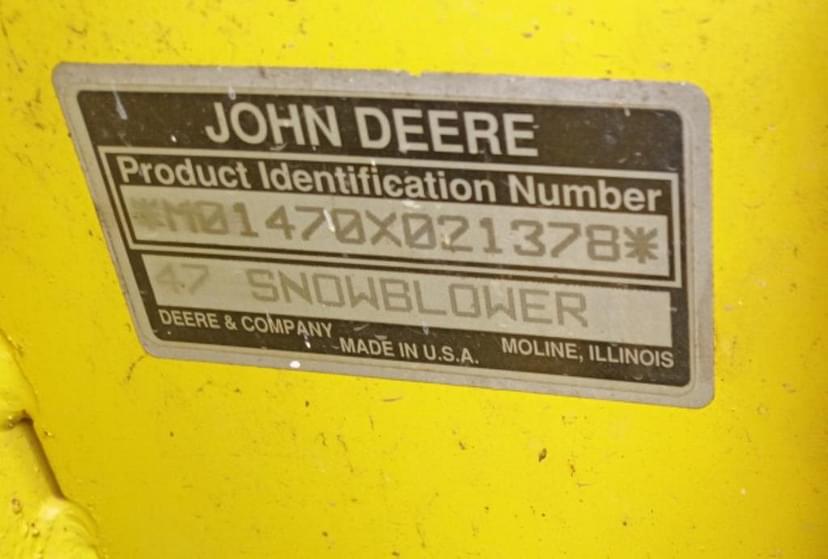 JOHN DEERE
Product Identification Number
*M01470X021378*
47 SNOWBLOWER
DEERE & COMPANY
MADE IN U.S.A.
MOLINE, ILLINOIS